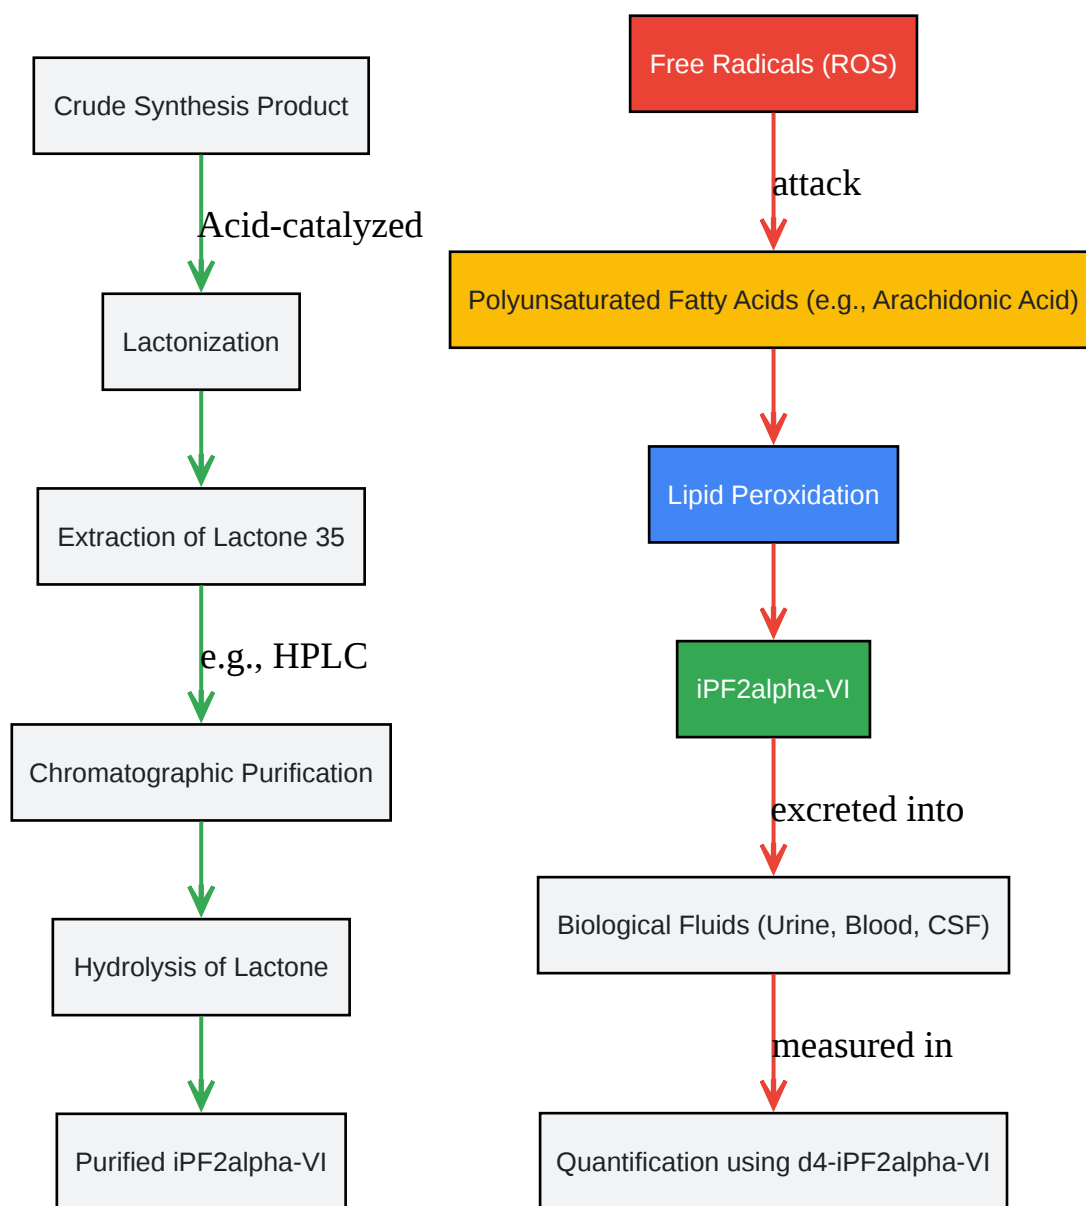 Crude Synthesis Product
Acid-catalyzed
Lactonization
Extraction of Lactone 35
e.g., HPLC
Chromatographic Purification
Hydrolysis of Lactone
Purified iPF2alpha-VI
Free Radicals (ROS)
attack
Polyunsaturated Fatty Acids (e.g., Arachidonic Acid)
Lipid Peroxidation
iPF2alpha-VI
excreted into
Biological Fluids (Urine, Blood, CSF)
measured in
Quantification using d4-iPF2alpha-VI